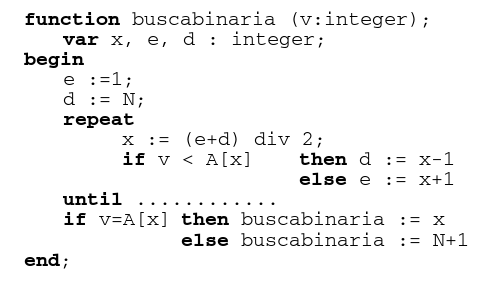 function buscabinaria (v:integer);
var x, e, d : integer;
begin
e :=1;
d := N;
repeat
x := (e+d) div 2;
if v < A[x] then d := x-1
else e := x+1
until ............
if v=A[x] then buscabinaria := x
else buscabinaria := N+1
end;